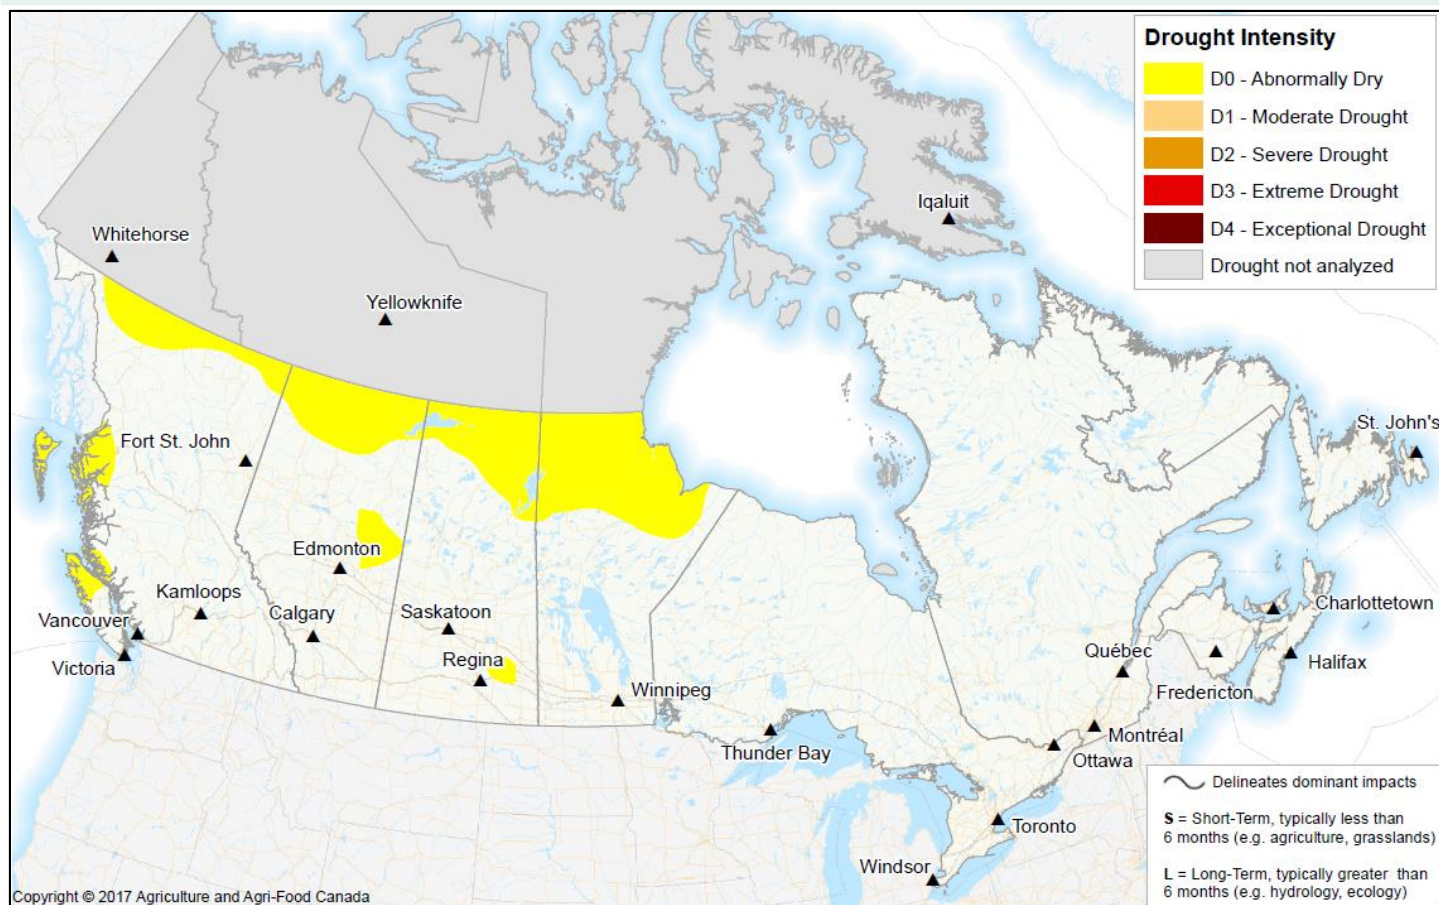 Drought Intensity
D0 - Abnormally Dry
D1 - Moderate Drought
D2 - Severe Drought
D3 - Extreme Drought
D4 - Exceptional Drought
Drought not analyzed
Iqaluit
Whitehorse
Yellowknife
St. John's
Fort St. John
Edmonton
Kamloops
Calgary
Saskatoon
Charlottetown
Vancouver
Québec
Regina
Halifax
Victoria
Winnipeg
Fredericton
Montréal
Thunder Bay
Ottawa
Toronto
Windsor
Delineates dominant impacts
S = Short-Term, typically less than
6 months (e.g. agriculture, grasslands)
L = Long-Term, typically greater than
6 months (e.g. hydrology, ecology)
Copyright © 2017 Agriculture and Agri-Food Canada